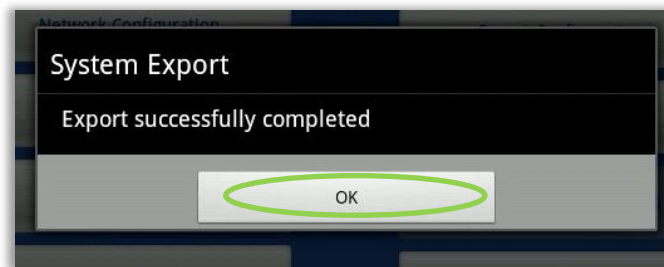 Network Configuration
System Export
Export successfully completed
OK